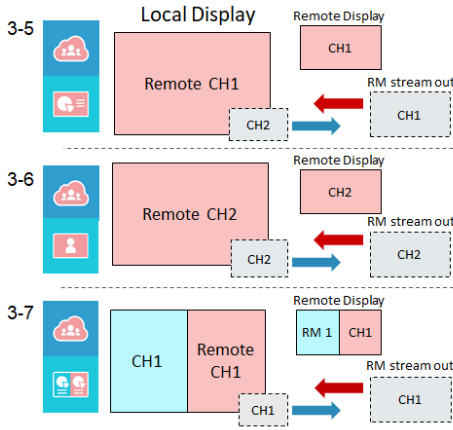 3-5
Local Display
Remote Display
Remote CH1
CH1
RM stream out
CH2
CH1
3-6
Remote Display
Remote CH2
CH2
RM stream out
CH2
CH2
3-7
Remote Display
CH1
Remote
CH1
RM 1
CH1
RM stream out
CH1
CH1